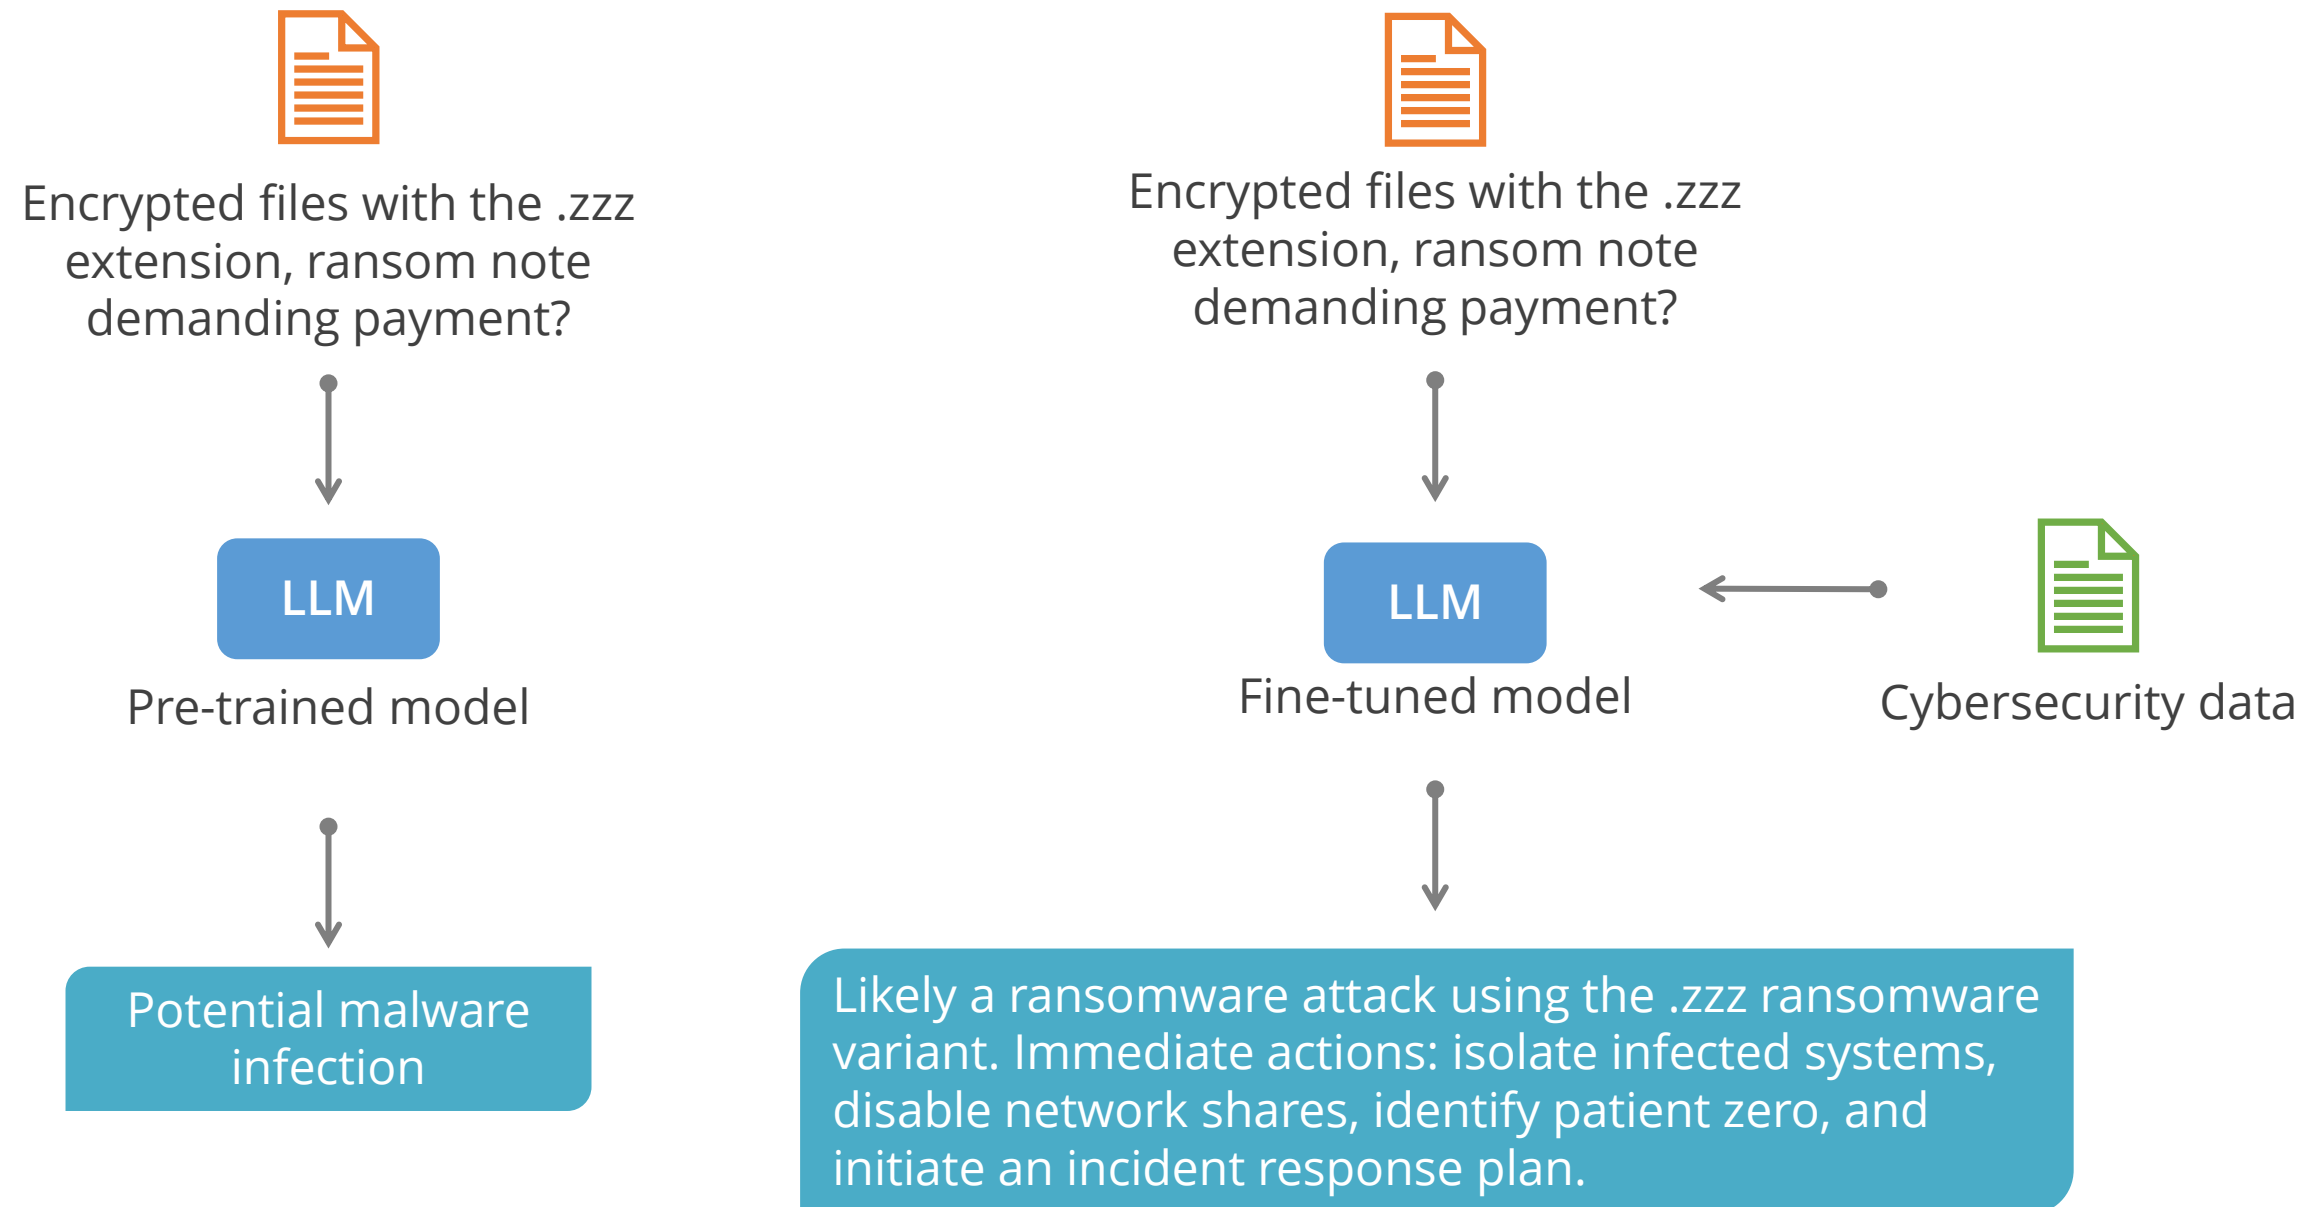 Encrypted files with the .zzz
extension, ransom note
demanding payment?
LLM
Pre-trained model
Potential malware
infection
Encrypted files with the .zzz
extension, ransom note
demanding payment?
LLM
Fine-tuned model
Cybersecurity data
Likely a ransomware attack using the .zzz ransomware
variant. Immediate actions: isolate infected systems,
disable network shares, identify patient zero, and
initiate an incident response plan.